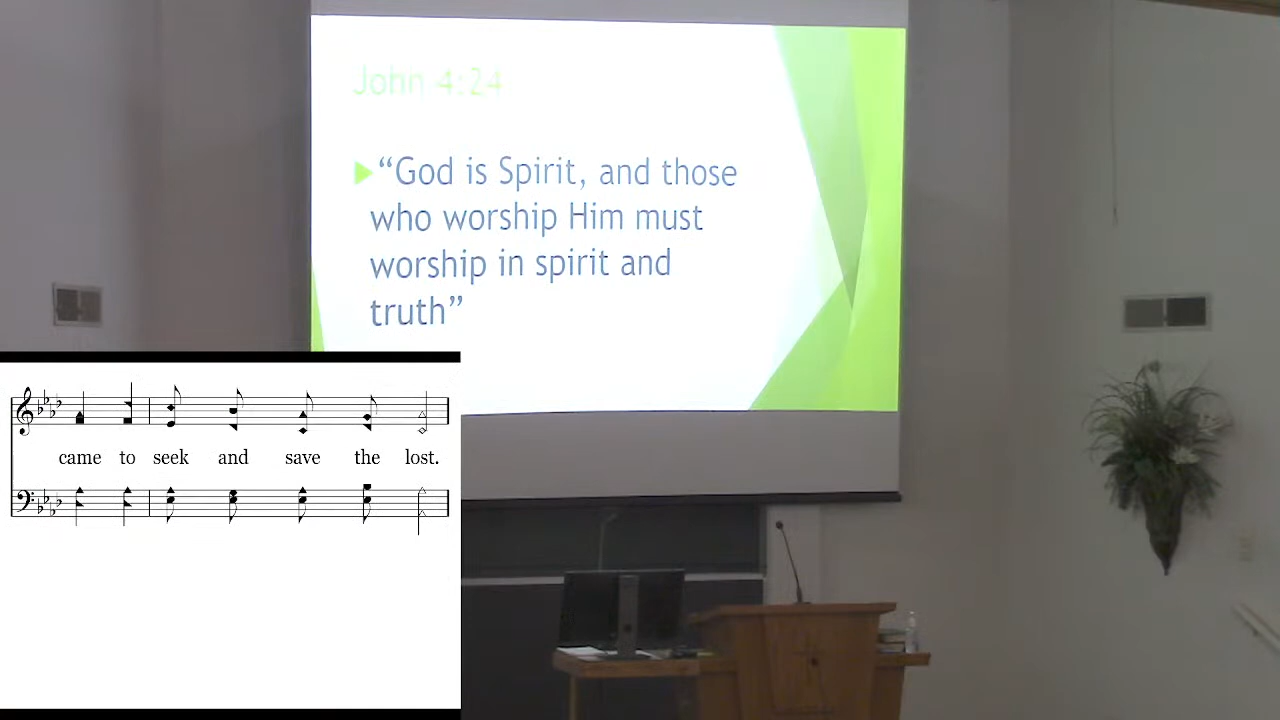 John 4:24
“God is Spirit, and those
who worship Him must
worship in spirit and
truth”
came to seek and save the lost.